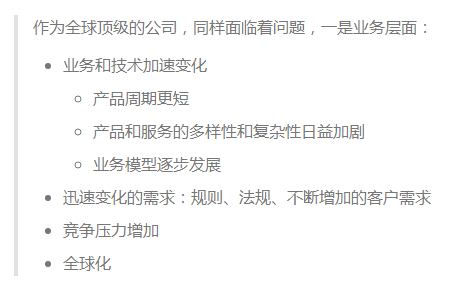 作为全球顶级的公司，同样面临着问题，一是业务层面：
业务和技术加速变化
产品周期更短
产品和服务的多样性和复杂性日益加剧
业务模型逐步发展
迅速变化的需求：规则、法规、不断增加的客户需求
竞争压力增加
全球化